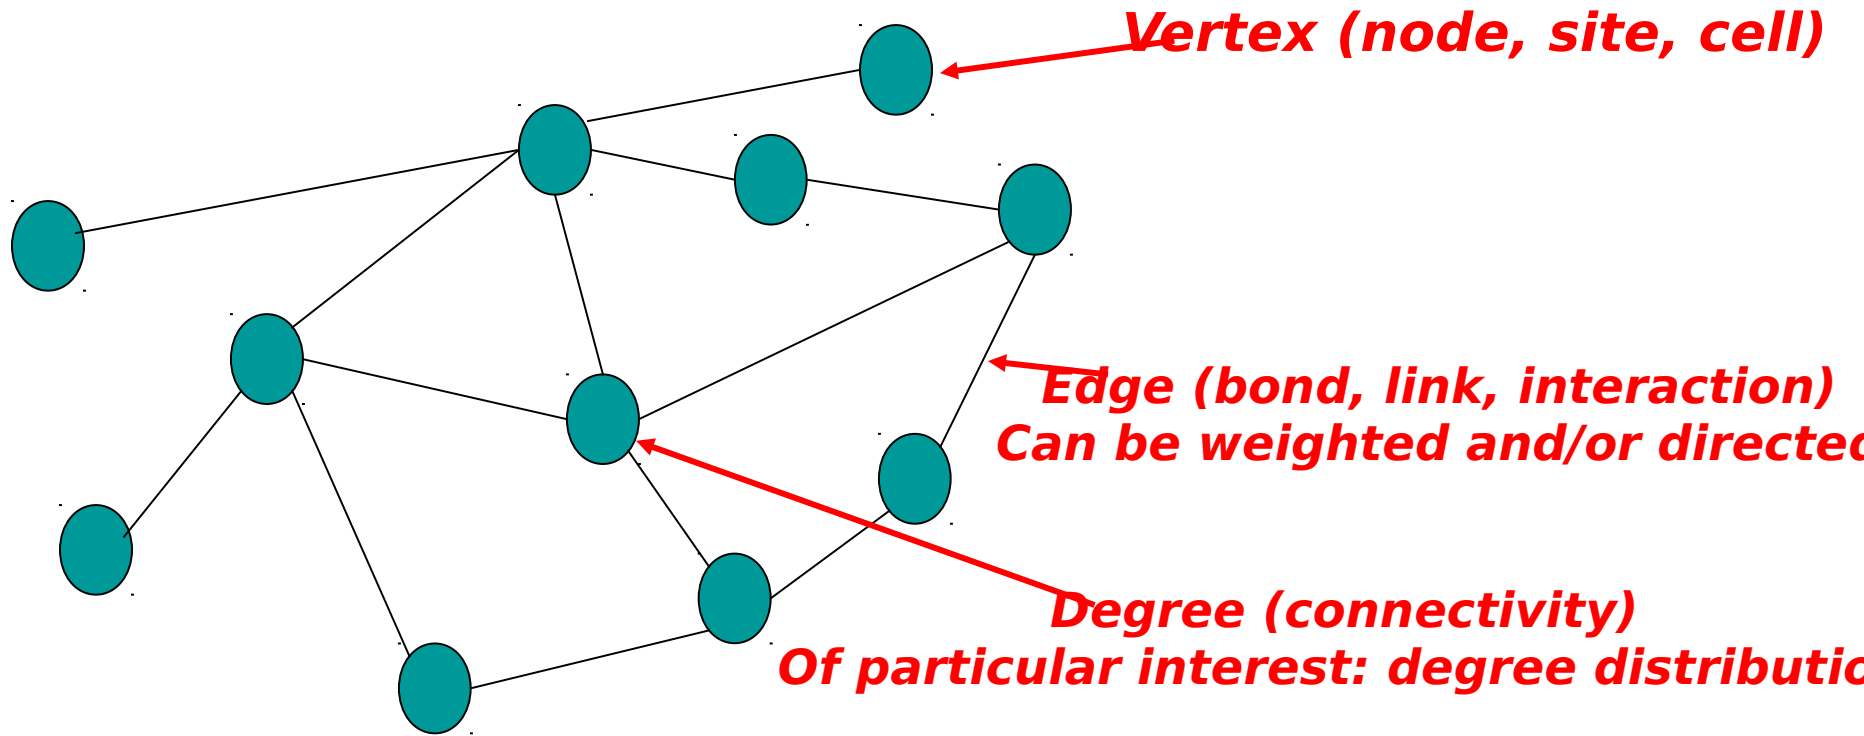 Vertex (node, site, cell)
Edge (bond, link, interaction)
Can be weighted and/or directed
Degree (connectivity)
Of particular interest: degree distributio